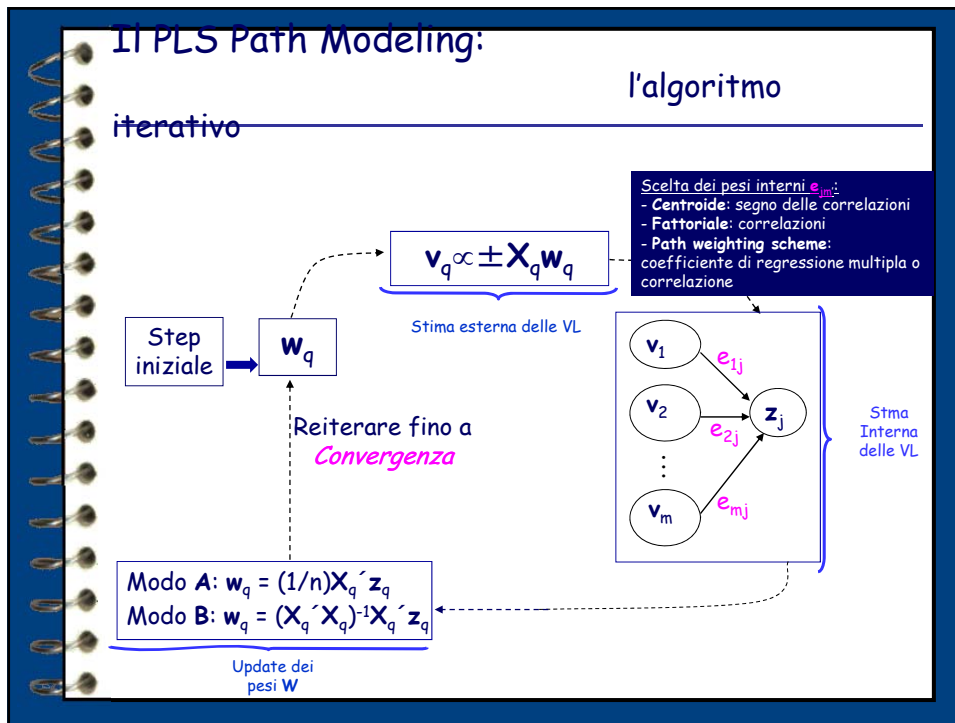 Il PLS Path Modeling:
l'algoritmo
iterativo
Scelta dei pesi interni e_jm:
- Centroide: segno delle correlazioni
- Fattoriale: correlazioni
- Path weighting scheme:
coefficiente di regressione multipla o
correlazione
v_q∝±X_qw_q
Stima esterna delle VL
Step
iniziale
w_q
v_1
e_1j
v_2
e_2j
z_j
⋮
v_m
e_mj
Stma
Interna
delle VL
Reiterare fino a
Convergenza
Modo A: w_q = (1/n)X_q´z_q
Modo B: w_q = (X_q´X_q)^-1X_q´z_q
Update dei
pesi W